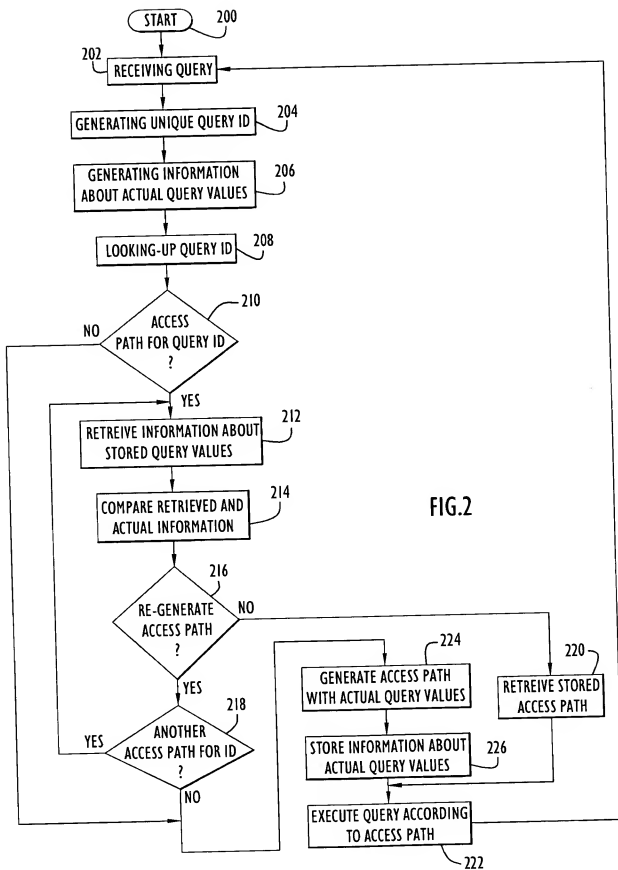 START
200
202
RECEIVING QUERY
GENERATING UNIQUE QUERY ID
204
GENERATING INFORMATION
ABOUT ACTUAL QUERY VALUES
206
LOOKING-UP QUERY ID
208
210
ACCESS
PATH FOR QUERY ID
?
NO
YES
RETREIVE INFORMATION ABOUT
STORED QUERY VALUES
212
COMPARE RETRIEVED AND
ACTUAL INFORMATION
214
FIG.2
216
RE-GENERATE
ACCESS PATH
?
NO
YES
218
ANOTHER
ACCESS PATH FOR ID
?
YES
NO
224
GENERATE ACCESS PATH
WITH ACTUAL QUERY VALUES
220
RETREIVE STORED
ACCESS PATH
STORE INFORMATION ABOUT
ACTUAL QUERY VALUES
226
EXECUTE QUERY ACCORDING
TO ACCESS PATH
222